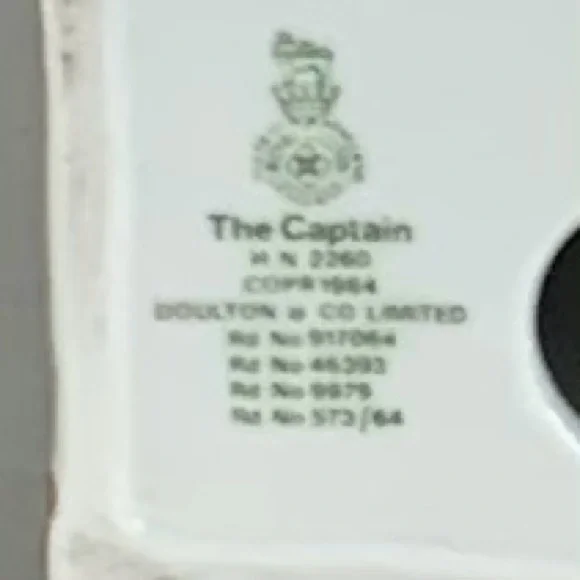 The Captain
H N 2260
COPR 1964
DOULTON & CO LIMITED
Rd No 917064
Rd No 46393
Rd No 9979
Rd No 573/64